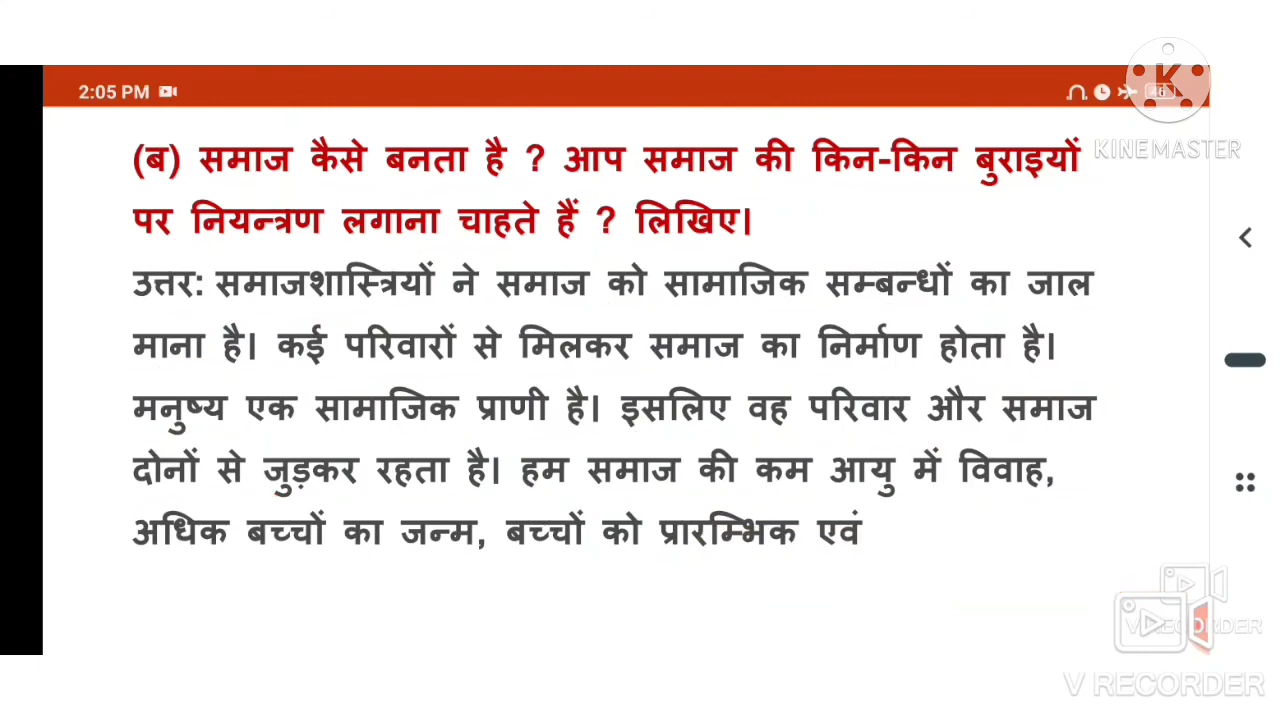 2:05 PM
46
K
KINEMASTER
(ब) समाज कैसे बनता है ? आप समाज की किन-किन बुराइयों
पर नियन्त्रण लगाना चाहते हैं ? लिखिए।
उत्तर: समाजशास्त्रियों ने समाज को सामाजिक सम्बन्धों का जाल
माना है। कई परिवारों से मिलकर समाज का निर्माण होता है।
मनुष्य एक सामाजिक प्राणी है। इसलिए वह परिवार और समाज
दोनों से जुड़कर रहता है। हम समाज की कम आयु में विवाह,
अधिक बच्चों का जन्म, बच्चों को प्रारम्भिक एवं
V RECORDER
V RECORDER